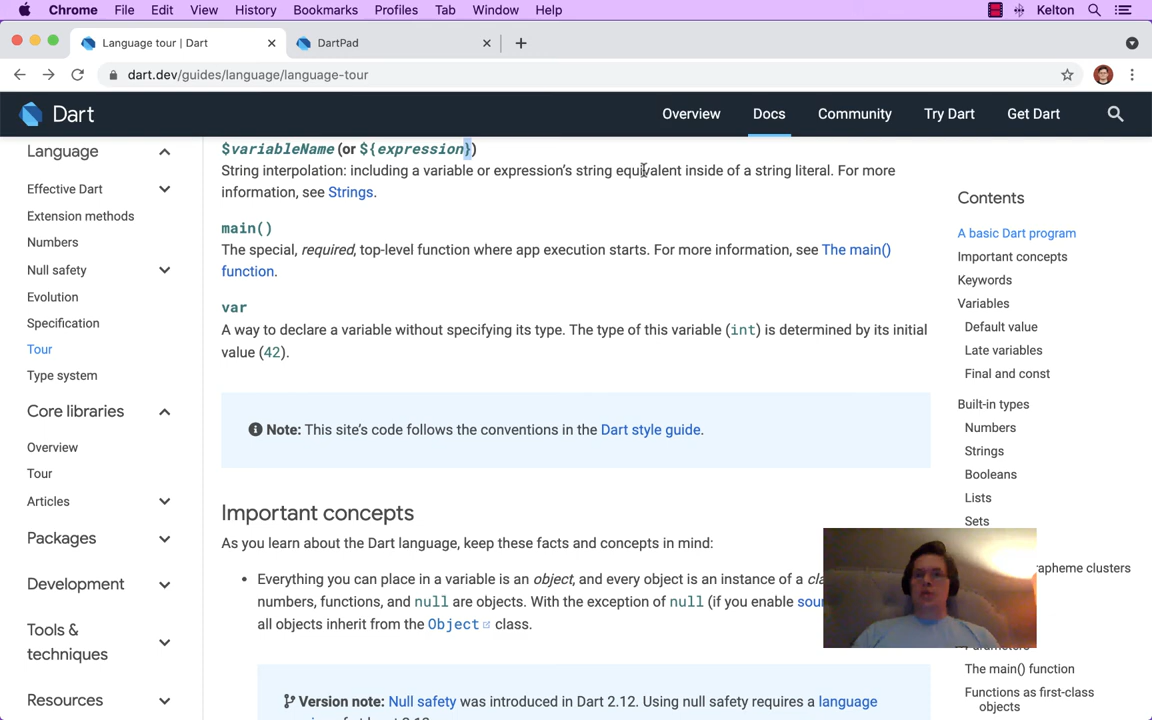 Chrome File Edit View History Bookmarks Profiles Tab Window Help Kelton
Language tour | Dart
DartPad
dart.dev/guides/language/language-tour
Dart
Overview Docs Community Try Dart Get Dart
Language
Effective Dart
Extension methods
Numbers
Null safety
Evolution
Specification
Tour
Type system
Core libraries
Overview
Tour
Articles
Packages
Development
Tools &
techniques
Resources
$variableName (or ${expression})
String interpolation: including a variable or expression's string equivalent inside of a string literal. For more
information, see Strings.
main()
The special, required, top-level function where app execution starts. For more information, see The main()
function.
var
A way to declare a variable without specifying its type. The type of this variable (int) is determined by its initial
value (42).
Note: This site's code follows the conventions in the Dart style guide.
Important concepts
As you learn about the Dart language, keep these facts and concepts in mind:
• Everything you can place in a variable is an object, and every object is an instance of a
numbers, functions, and null are objects. With the exception of null (if you enable
all objects inherit from the Object class.
Version note: Null safety was introduced in Dart 2.12. Using null safety requires a language
Contents
A basic Dart program
Important concepts
Keywords
Variables
Default value
Late variables
Final and const
Built-in types
Numbers
Strings
Booleans
Lists
Sets
clusters
The main() function
Functions as first-class
objects